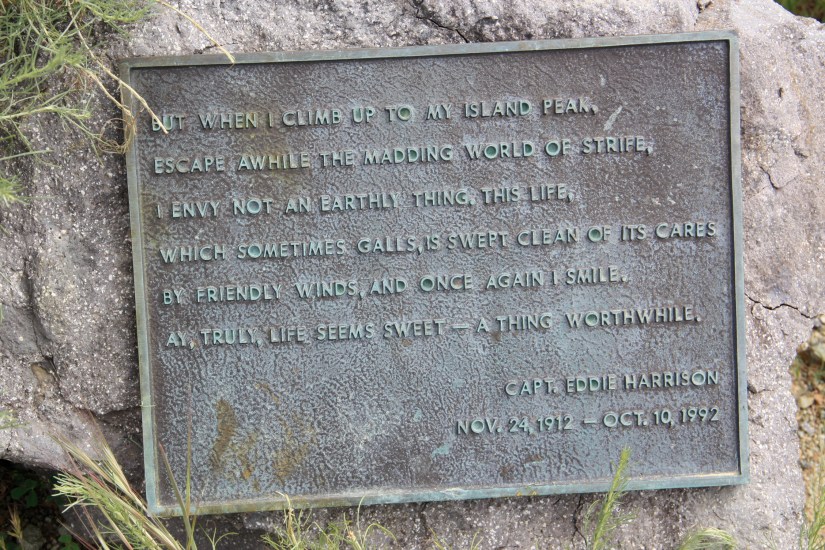 BUT WHEN I CLIMB UP TO MY ISLAND PEAK,
ESCAPE AWHILE THE MADDING WORLD OF STRIFE,
I ENVY NOT AN EARTHLY THING, THIS LIFE,
WHICH SOMETIMES GALLS, IS SWEPT CLEAN OF ITS CARES
BY FRIENDLY WINDS, AND ONCE AGAIN I SMILE.
AY, TRULY, LIFE SEEMS SWEET — A THING WORTHWHILE.
CAPT. EDDIE HARRISON
NOV. 24, 1912 — OCT. 10, 1992